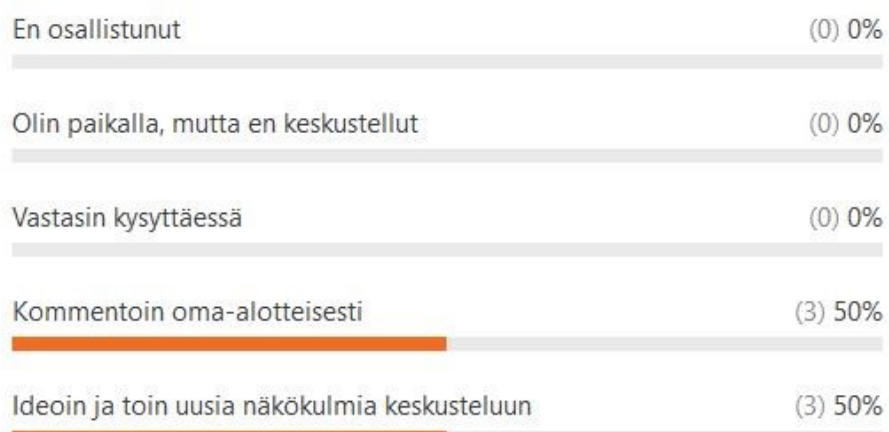 En osallistunut (0) 0%
Olin paikalla, mutta en keskustellut (0) 0%
Vastasin kysyttäessä (0) 0%
Kommentoin oma-alotteisesti (3) 50%
Ideoin ja toin uusia näkökulmia keskusteluun (3) 50%